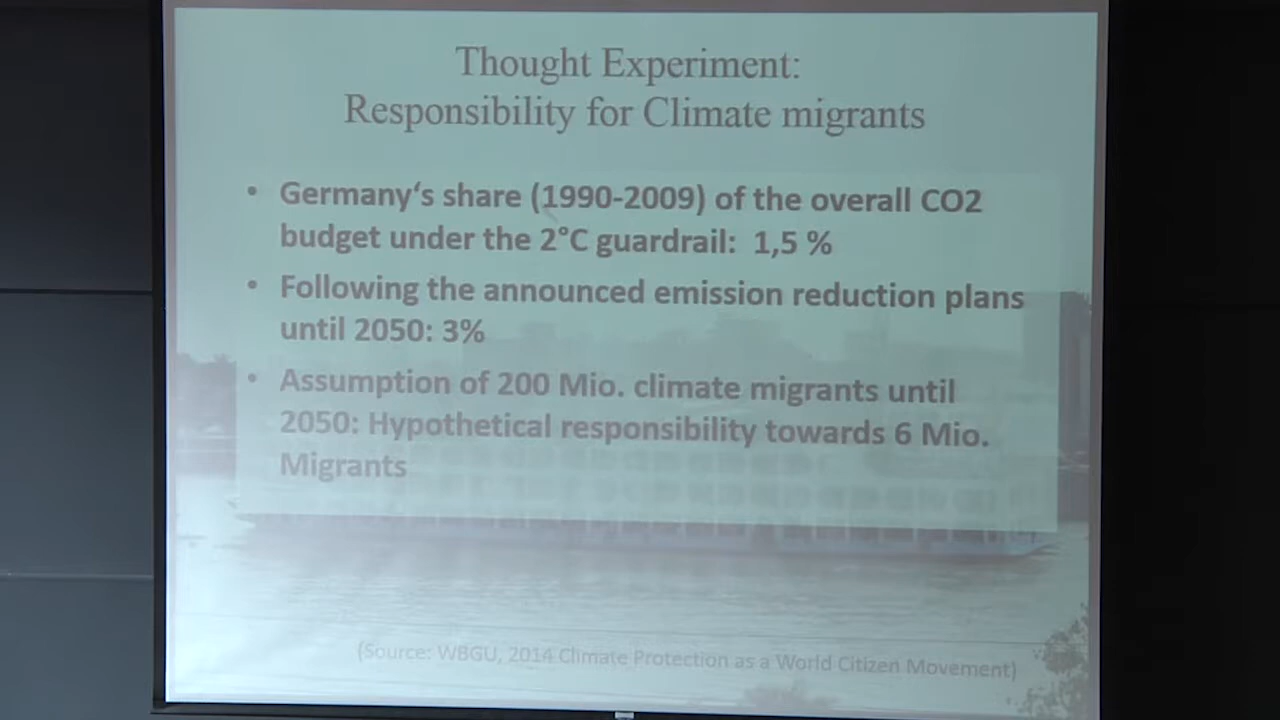 Thought Experiment:
Responsibility for Climate migrants
• Germany‘s share (1990-2009) of the overall CO2
budget under the 2°C guardrail:  1,5 %
• Following the announced emission reduction plans
until 2050: 3%
• Assumption of 200 Mio. climate migrants until
2050: Hypothetical responsibility towards 6 Mio.
Migrants
(Source: WBGU, 2014 Climate Protection as a World Citizen Movement)